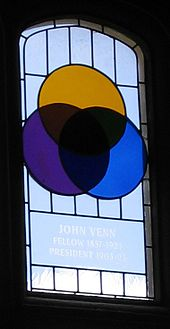 JOHN VENN
FELLOW 1857-1923
PRESIDENT 1903-23